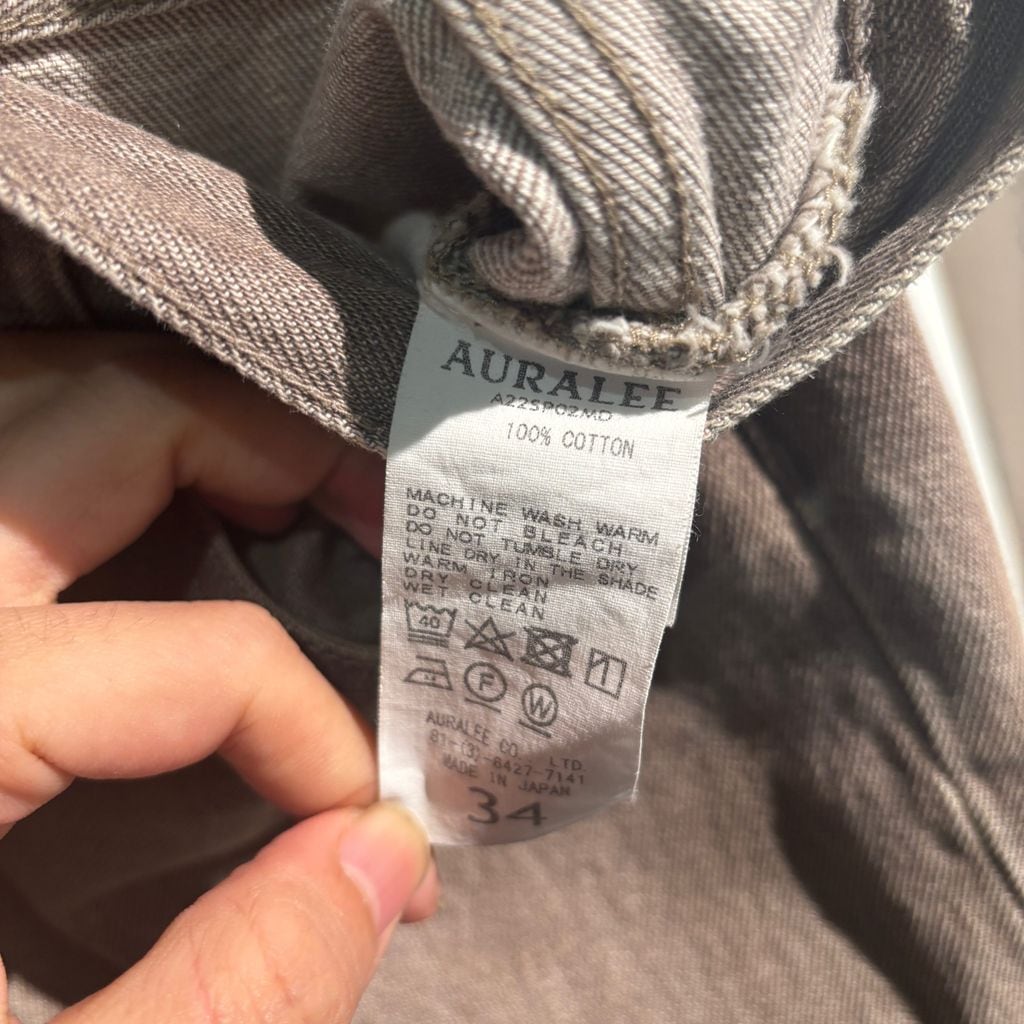 AURALEE
A22SP02MD
100% COTTON
MACHINE WASH WARM
DO NOT BLEACH
DO NOT TUMBLE DRY
LINE DRY IN THE SHADE
WARM IRON
DRY CLEAN
WET CLEAN
40
F
W
AURALEE CO., LTD.
81-(3)-6427-7141
MADE IN JAPAN
34